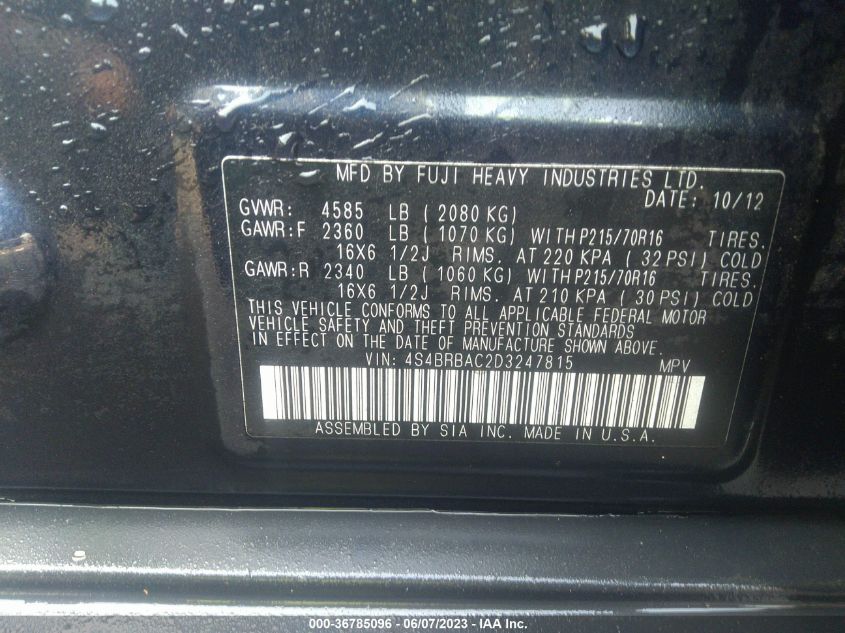 MFD BY FUJI HEAVY INDUSTRIES LTD.
DATE: 10/12
GVWR: 4585 LB ( 2080 KG)
GAWR:F 2360 LB ( 1070 KG) WITHP215/70R16 TIRES.
16X6 1/2J RIMS. AT 220 KPA ( 32 PSI) COLD
GAWR:R 2340 LB ( 1060 KG) WITHP215/70R16 TIRES.
16X6 1/2J RIMS. AT 210 KPA ( 30 PSI) COLD
THIS VEHICLE CONFORMS TO ALL APPLICABLE FEDERAL MOTOR
VEHICLE SAFETY AND THEFT PREVENTION STANDARDS
IN EFFECT ON THE DATE OF MANUFACTURE SHOWN ABOVE.
VIN: 4S4BRBAC2D3247815 MPV
ASSEMBLED BY SIA INC. MADE IN U.S.A.
000-36785096 - 06/07/2023 - IAA Inc.